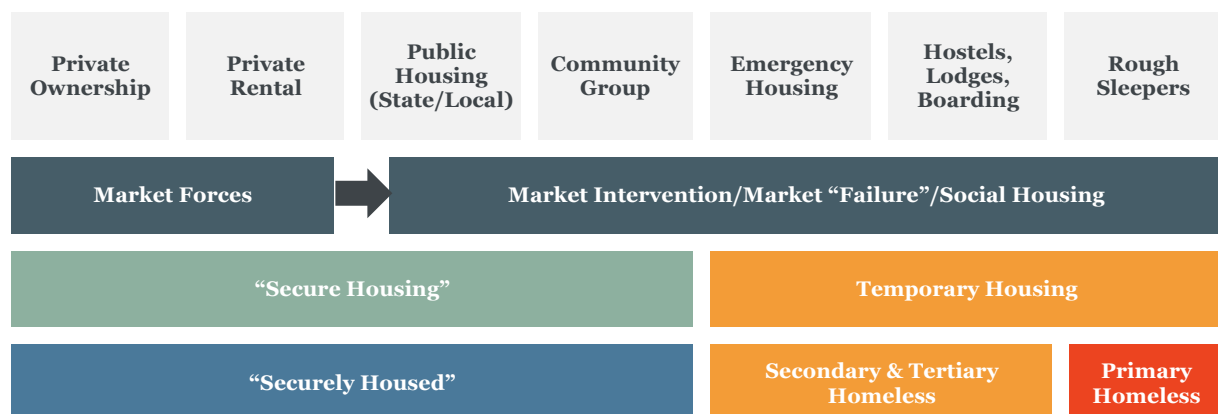 Private
Ownership
Private
Rental
Public
Housing
(State/Local)
Community
Group
Emergency
Housing
Hostels,
Lodges,
Boarding
Rough
Sleepers
Market Forces
Market Intervention/Market “Failure”/Social Housing
“Secure Housing”
Temporary Housing
“Securely Housed”
Secondary & Tertiary
Homeless
Primary
Homeless